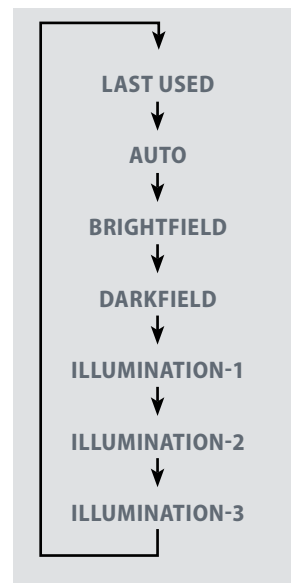 LAST USED
AUTO
BRIGHTFIELD
DARKFIELD
ILLUMINATION-1
ILLUMINATION-2
ILLUMINATION-3